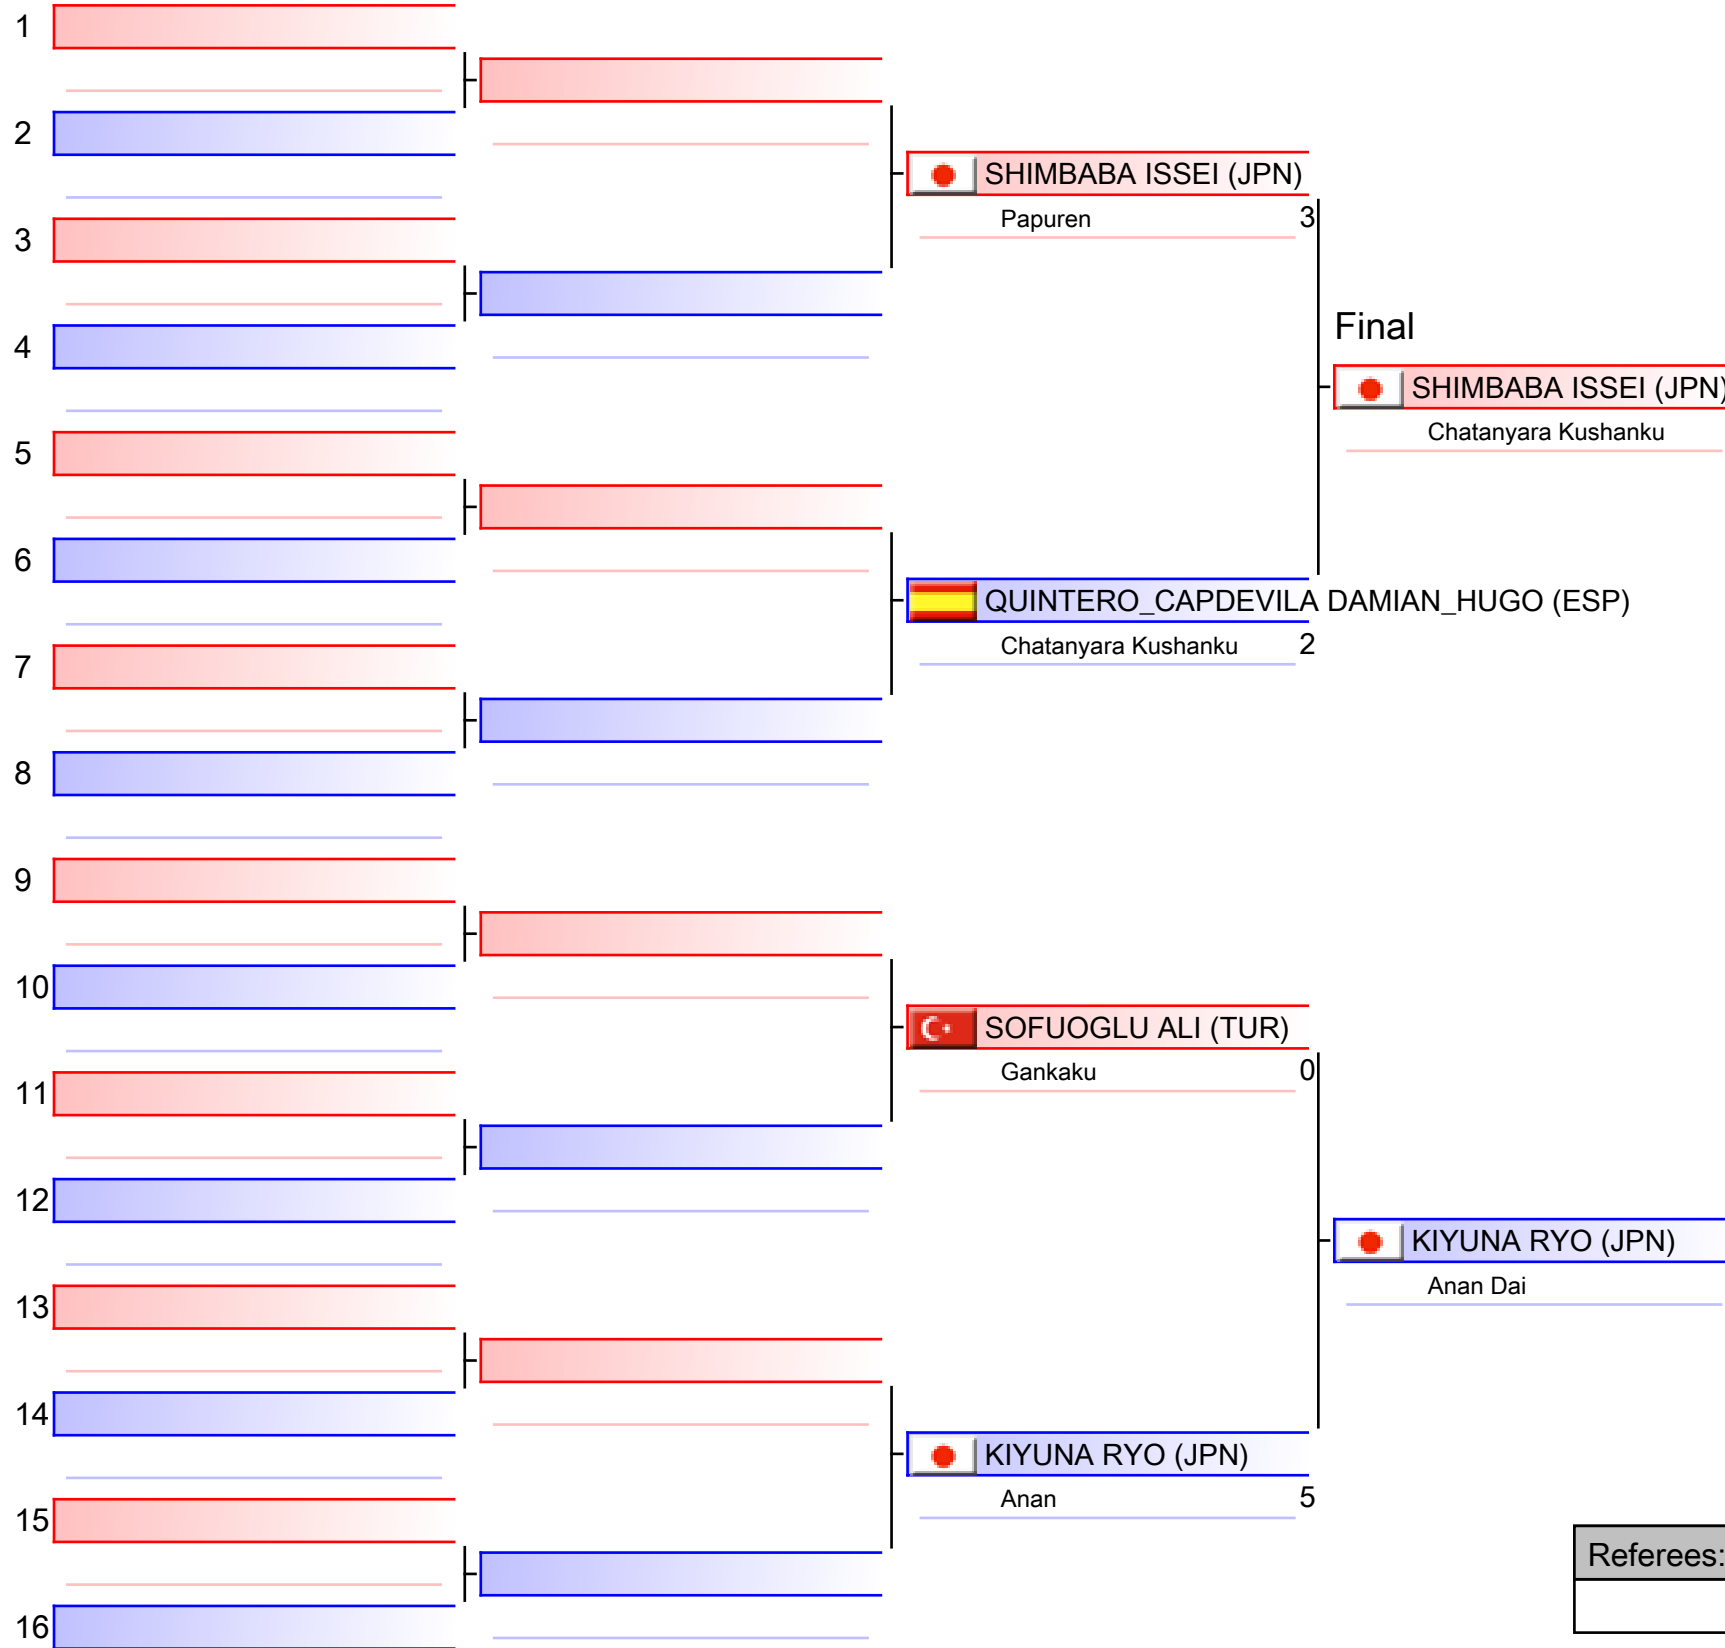 1
2
SHIMBABA ISSEI (JPN)
Papuren 3
3
Final
4
SHIMBABA ISSEI (JPN)
Chatanyara Kushanku
5
6
QUINTERO_CAPDEVILA DAMIAN_HUGO (ESP)
Chatanyara Kushanku 2
7
8
9
10
SOFUOGLU ALI (TUR)
Gankaku 0
11
12
KIYUNA RYO (JPN)
Anan Dai
13
14
KIYUNA RYO (JPN)
Anan 5
15
Referees:
16